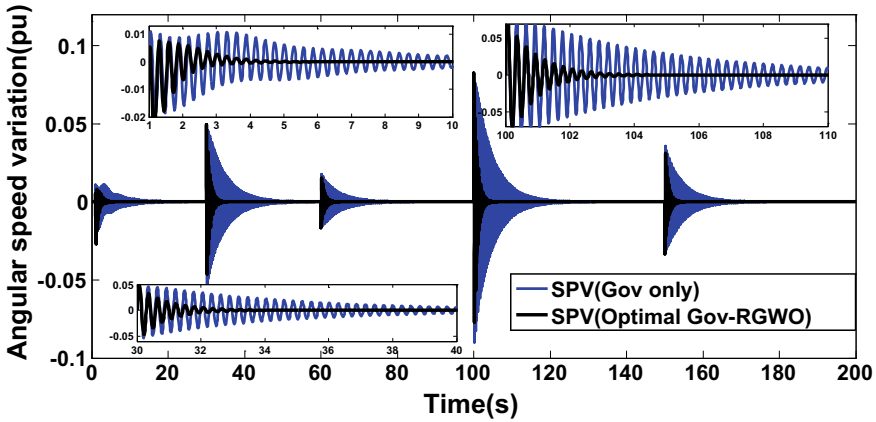 Angular speed variation(pu)
0.1
0.05
0
-0.05
-0.1
0.01
0
-0.01
-0.02
1 2 3 4 5 6 7 8 9 10
0.05
0
-0.05
100 102 104 106 108 110
0.05
0
-0.05
30 32 34 36 38 40
SPV(Gov only)
SPV(Optimal Gov-RGWO)
0 20 40 60 80 100 120 140 150 160 180 200
Time(s)